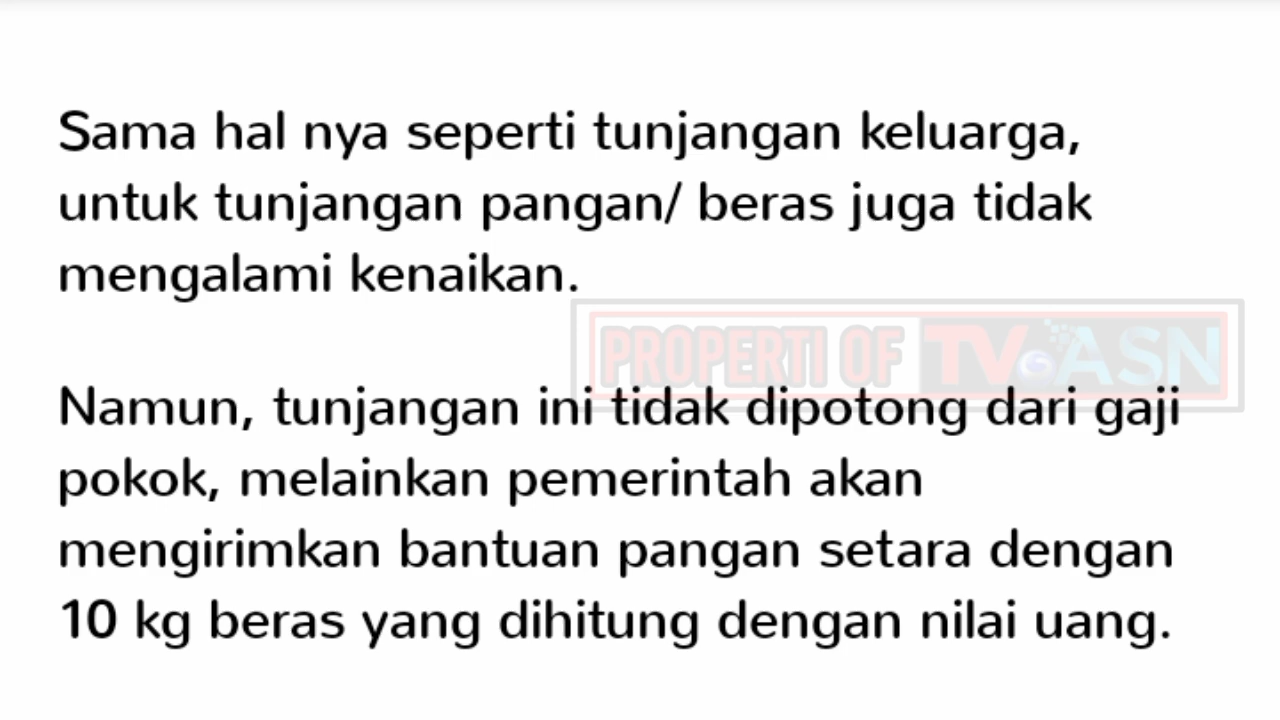 Sama hal nya seperti tunjangan keluarga,
untuk tunjangan pangan/ beras juga tidak
mengalami kenaikan.
PROPERTI OF TV ASN
Namun, tunjangan ini tidak dipotong dari gaji
pokok, melainkan pemerintah akan
mengirimkan bantuan pangan setara dengan
10 kg beras yang dihitung dengan nilai uang.